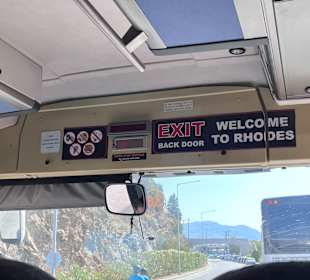 EXIT
BACK DOOR
WELCOME
TO RHODES